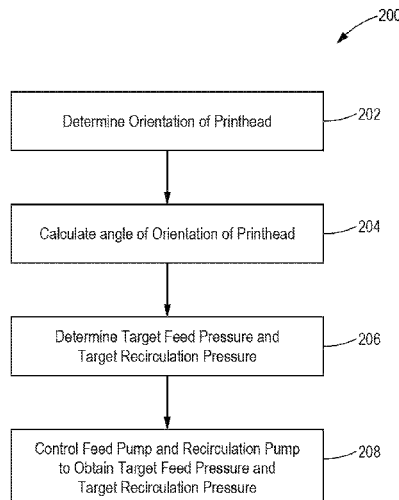 200
Determine Orientation of Printhead
202
Calculate angle of Orientation of Printhead
204
Determine Target Feed Pressure and
Target Recirculation Pressure
206
Control Feed Pump and Recirculation Pump
to Obtain Target Feed Pressure and
Target Recirculation Pressure
208